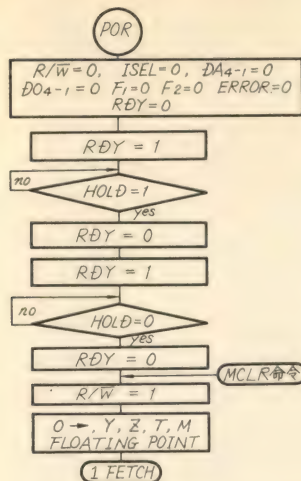 POR
R/W̅=0, ISEL=0, ĐA4-1=0
ĐO4-1=0 F1=0 F2=0 ERROR=0
RĐY=0
RĐY = 1
no
HOLĐ=1
yes
RĐY = 0
RĐY = 1
no
HOLĐ=0
yes
RĐY = 0
MCLR命令
R/W̅ = 1
0→, Y, Z, T, M
FLOATING POINT
1 FETCH